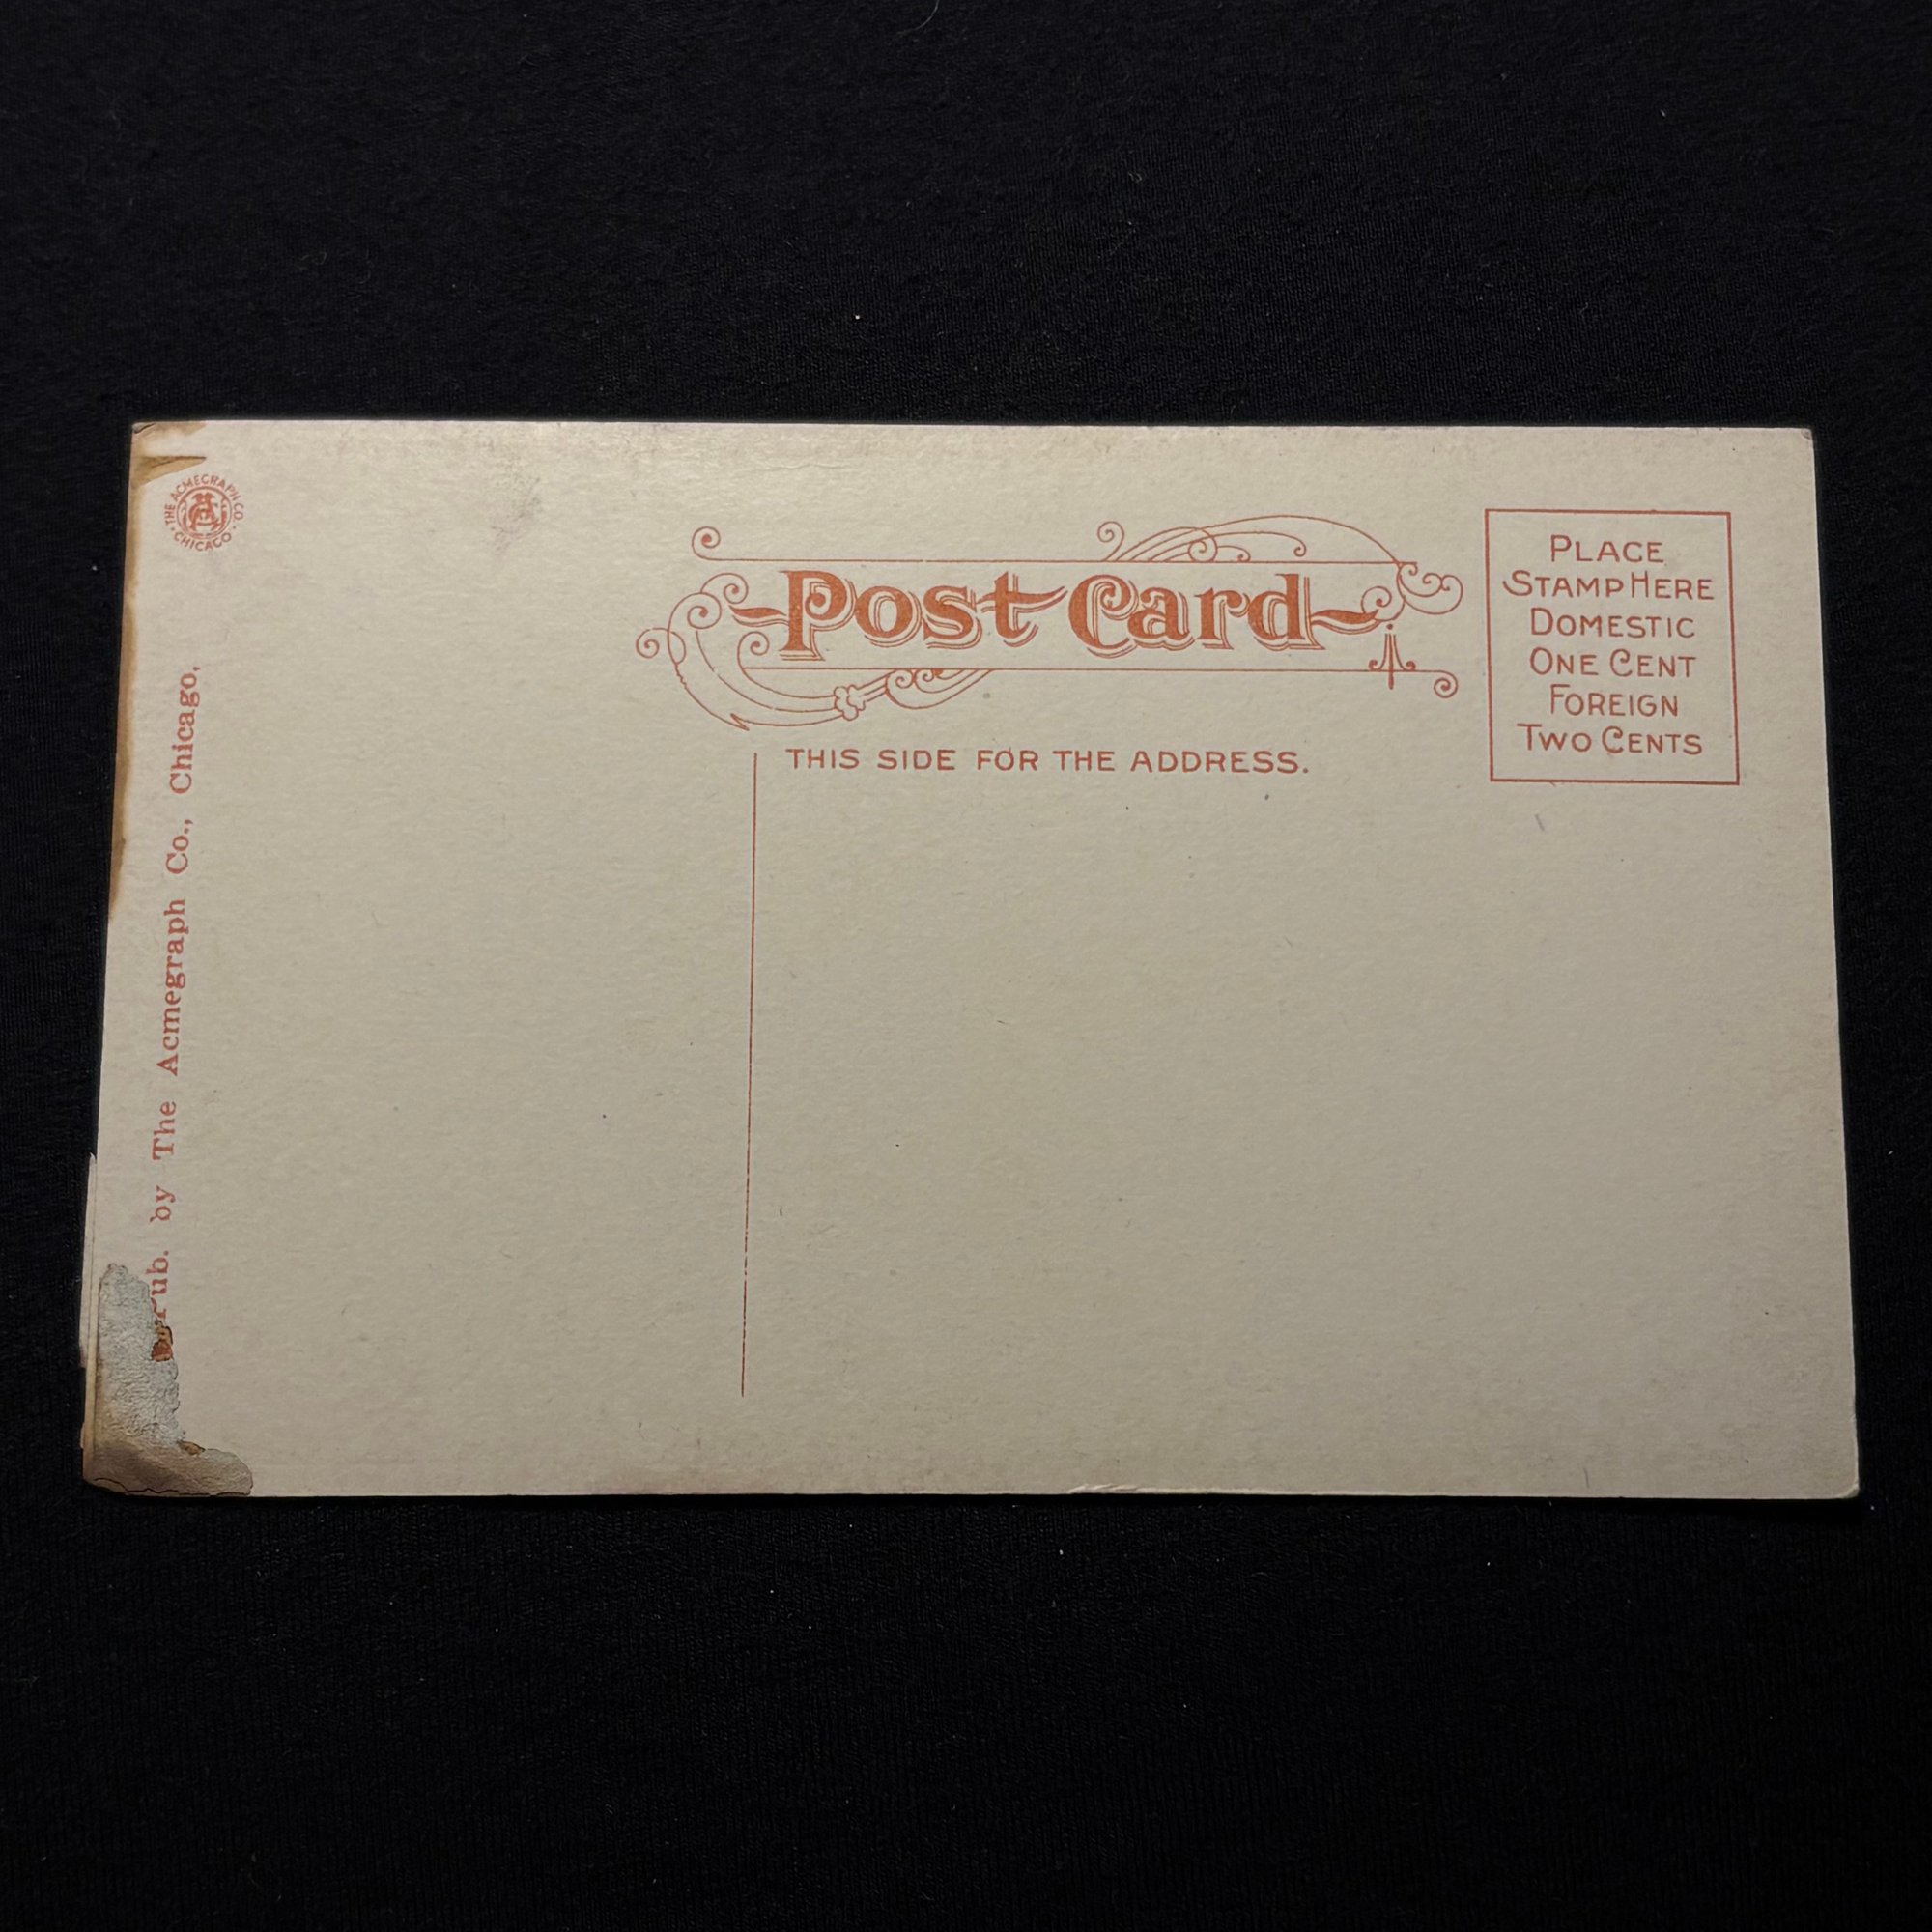 THE ACMEGRAPH CO.
CHICAGO
Post Card
THIS SIDE FOR THE ADDRESS.
PLACE
STAMP HERE
DOMESTIC
ONE CENT
FOREIGN
TWO CENTS
Pub. by The Acmegraph Co., Chicago,